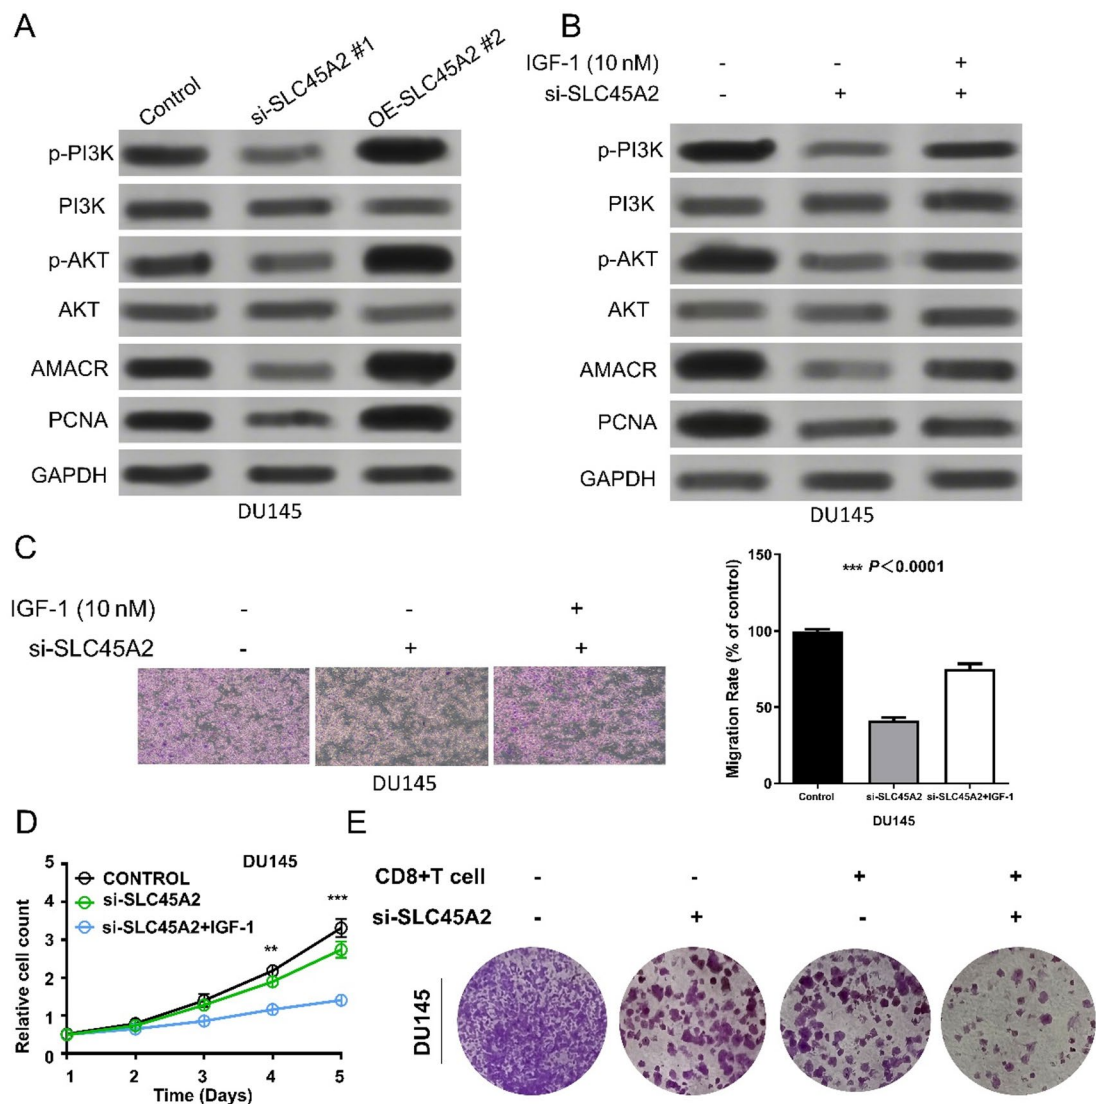 A
Control
si-SLC45A2 #1
OE-SLC45A2 #2
p-PI3K
PI3K
p-AKT
AKT
AMACR
PCNA
GAPDH
DU145
B
IGF-1 (10 nM) - - +
si-SLC45A2 - + +
p-PI3K
PI3K
p-AKT
AKT
AMACR
PCNA
GAPDH
DU145
C
IGF-1 (10 nM) - - +
si-SLC45A2 - + +
DU145
Migration Rate (% of control)
150
100
50
0
*** P<0.0001
Control si-SLC45A2 si-SLC45A2+IGF-1
DU145
D
DU145
Relative cell count
5
4
3
2
1
0
CONTROL
si-SLC45A2
si-SLC45A2+IGF-1
**
***
1 2 3 4 5
Time (Days)
E
CD8+T cell - - + +
si-SLC45A2 - + - +
DU145